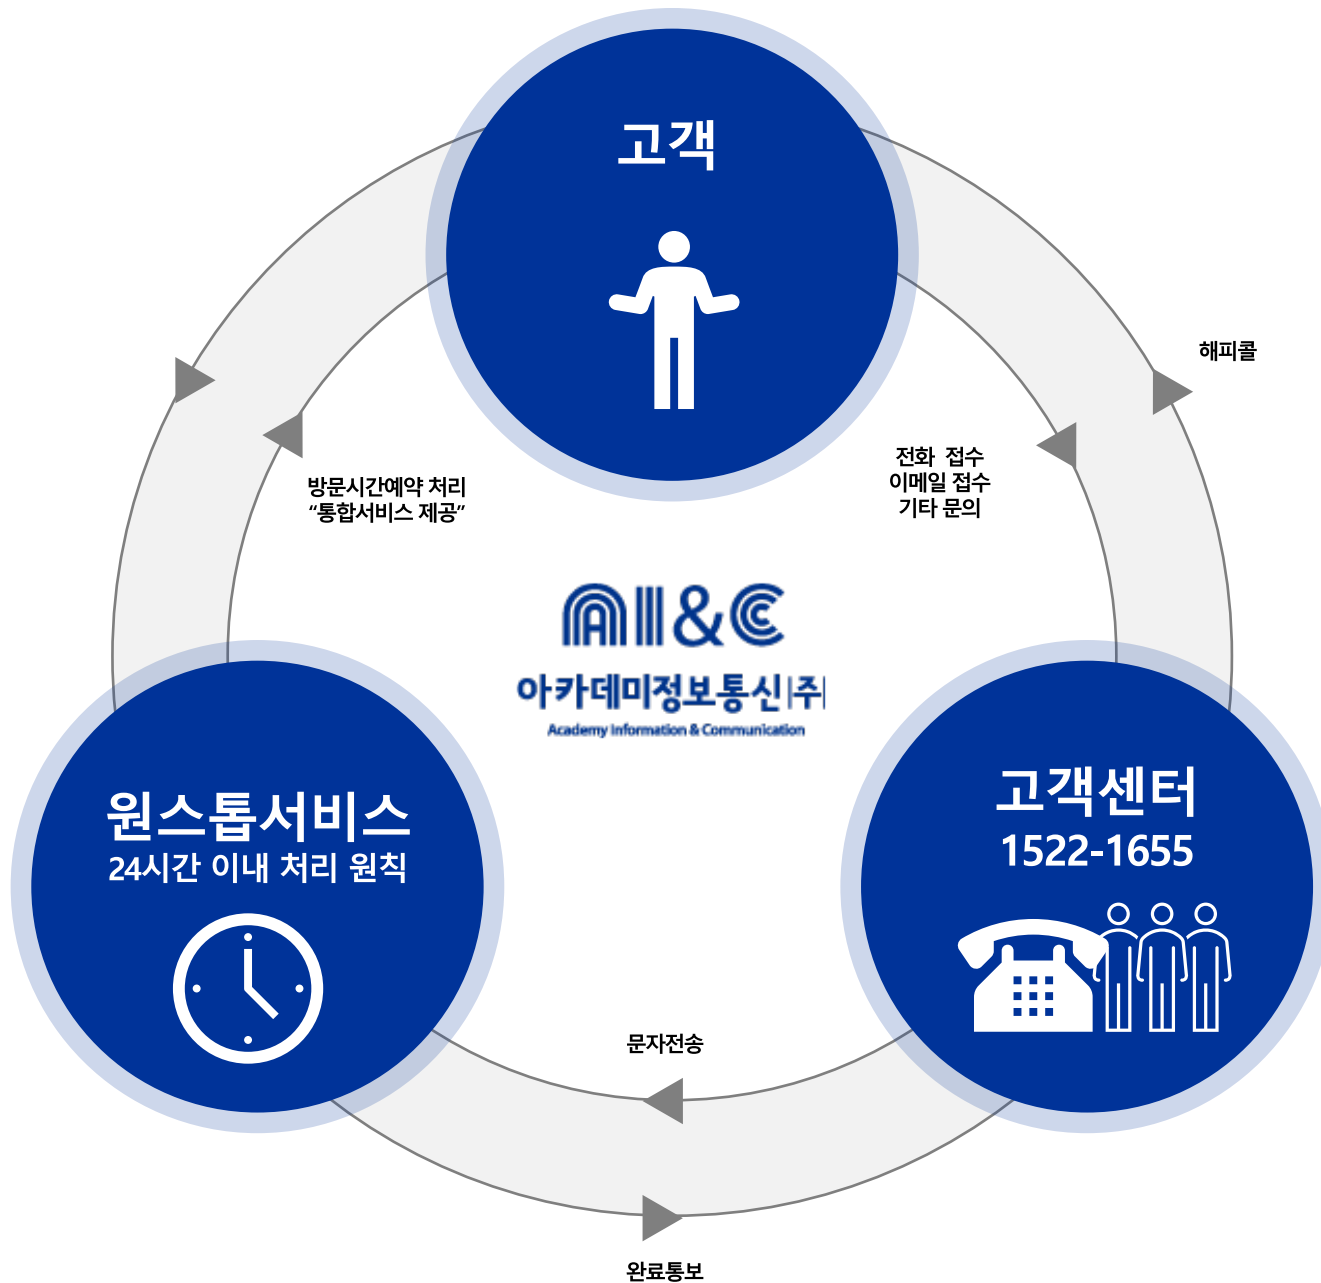 고객
해피콜
전화 접수
이메일 접수
기타 문의
방문시간예약 처리
“통합서비스 제공”
AI&C
아카데미정보통신|주|
Academy Information & Communication
원스톱서비스
24시간 이내 처리 원칙
고객센터
1522-1655
문자전송
완료통보